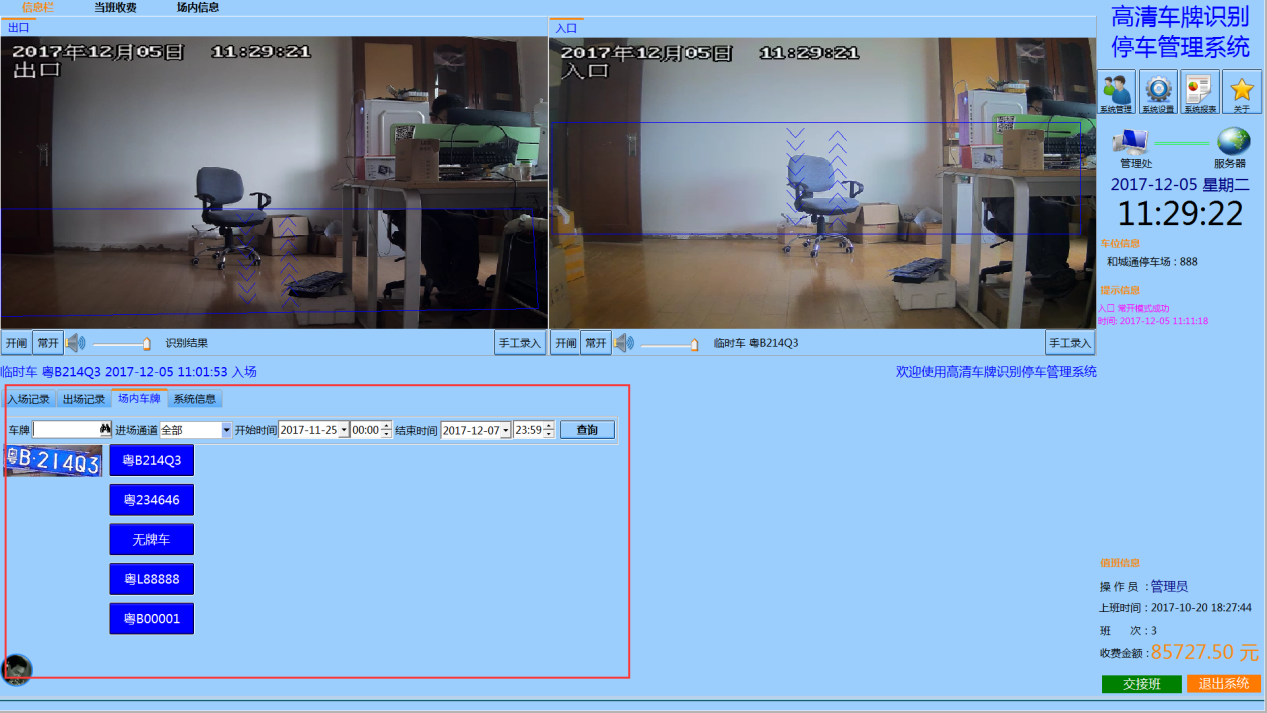 信息栏 当班收费 场内信息
高清车牌识别
停车管理系统
出口
入口
2017年12月05日 11:29:21
出口
2017年12月05日 11:29:21
入口
系统管理 系统设置 系统报表 关于
管理处 服务器
2017-12-05 星期二
11:29:22
车位信息
和城通停车场：888
提示信息
入口 常开模式成功
时间: 2017-12-05 11:11:18
开闸 常开 识别结果 手工录入
开闸 常开 临时车 粤B214Q3 手工录入
临时车 粤B214Q3 2017-12-05 11:01:53 入场
欢迎使用高清车牌识别停车管理系统
入场记录 出场记录 场内车牌 系统信息
车牌 进场通道 全部 开始时间 2017-11-25 00:00 结束时间 2017-12-07 23:59 查询
粤B·214Q3
粤B214Q3
粤234646
无牌车
粤L88888
粤B00001
值班信息
操 作 员 ：管理员
上班时间：2017-10-20 18:27:44
班 次：3
收费金额：85727.50 元
交接班 退出系统